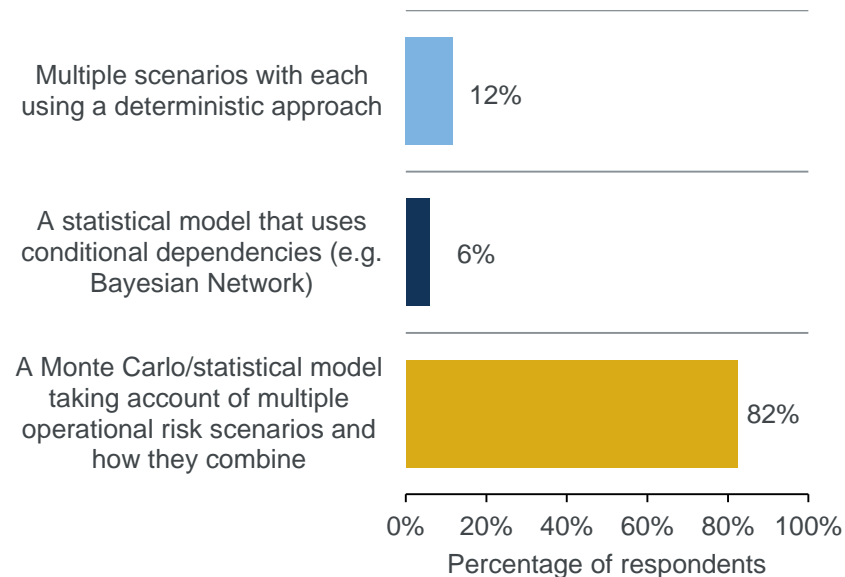 Multiple scenarios with each
using a deterministic approach
12%
A statistical model that uses
conditional dependencies (e.g.
Bayesian Network)
6%
A Monte Carlo/statistical model
taking account of multiple
operational risk scenarios and
how they combine
82%
0% 20% 40% 60% 80% 100%
Percentage of respondents